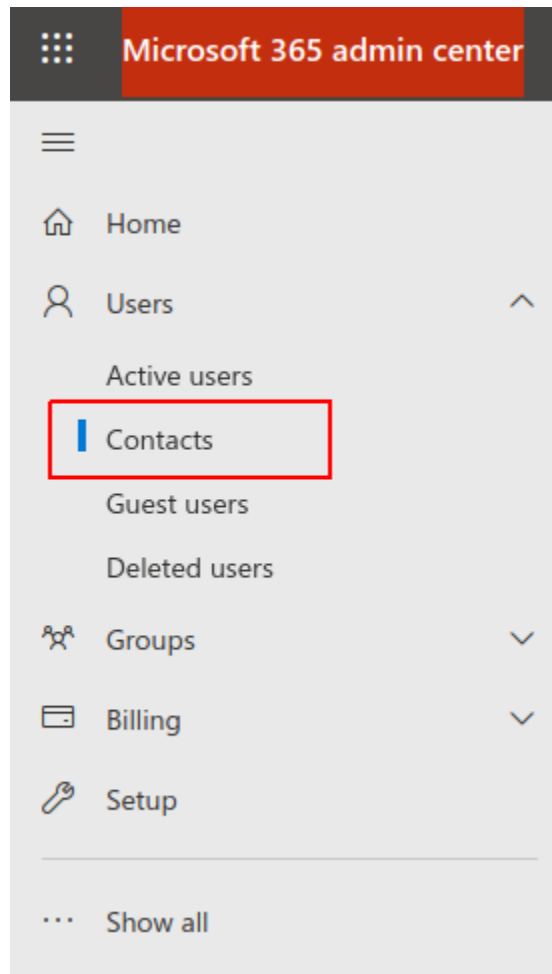 Microsoft 365 admin center
Home
Users
Active users
Contacts
Guest users
Deleted users
Groups
Billing
Setup
Show all